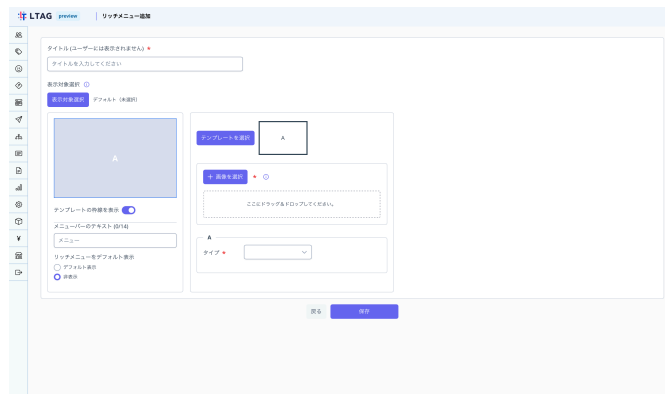 LTAG preview リッチメニュー追加
タイトル (ユーザーには表示されません) *
タイトルを入力してください
表示対象選択
表示対象選択 デフォルト (未選択)
A
テンプレートの枠線を表示
メニューバーのテキスト (0/14)
メニュー
リッチメニューをデフォルト表示
デフォルト表示
非表示
テンプレートを選択 A
+ 画像を選択 *
ここにドラッグ&ドロップしてください。
A
タイプ *
戻る 保存
¥